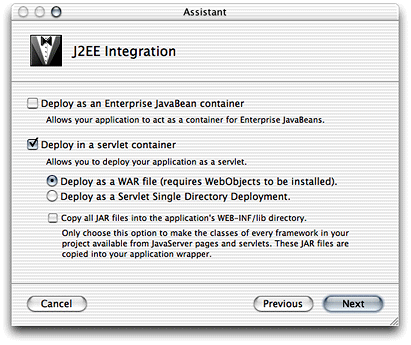 Assistant
J2EE Integration
Deploy as an Enterprise JavaBean container
Allows your application to act as a container for Enterprise JavaBeans.
Deploy in a servlet container
Allows you to deploy your application as a servlet.
Deploy as a WAR file (requires WebObjects to be installed).
Deploy as a Servlet Single Directory Deployment.
Copy all JAR files into the application's WEB-INF/lib directory.
Only choose this option to make the classes of every framework in your
project available from JavaServer pages and servlets. These JAR files are
copied into your application wrapper.
Cancel Previous Next